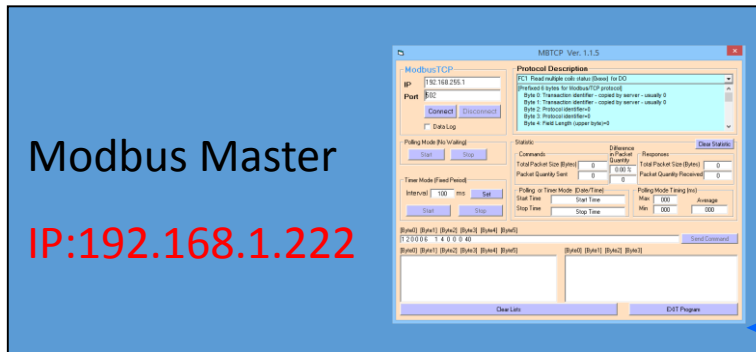 Modbus Master
IP:192.168.1.222
MBTCP Ver. 1.1.5
ModbusTCP
IP 192.168.255.1
Port 502
Connect Disconnect
Data Log
Protocol Description
FC1 Read multiple coils status (0xxxx) for DO
[Prefixed 6 bytes for Modbus/TCP protocol]
Byte 0: Transaction identifier - copied by server - usually 0
Byte 1: Transaction identifier - copied by server - usually 0
Byte 2: Protocol identifier=0
Byte 3: Protocol identifier=0
Byte 4: Field Length (upper byte)=0
Polling Mode (No Waiting)
Start Stop
Timer Mode (Fixed Period)
Interval 100 ms Set
Start Stop
Statistic
Clear Statistic
Commands
Total Packet Size (Bytes) 0
Packet Quantity Sent 0
Difference
in Packet
Quantity
0.00 %
0
Responses
Total Packet Size (Bytes) 0
Packet Quantity Received 0
Polling or Timer Mode (Date/Time)
Start Time Start Time
Stop Time Stop Time
Polling Mode Timing (ms)
Max 000 Average
Min 000 000
[Byte0] [Byte1] [Byte2] [Byte3] [Byte4] [Byte5]
1 2 0 0 0 6 1 4 0 0 0 40
Send Command
[Byte0] [Byte1] [Byte2] [Byte3] [Byte4] [Byte5]
[Byte0] [Byte1] [Byte2] [Byte3]
Clear Lists
EXIT Program